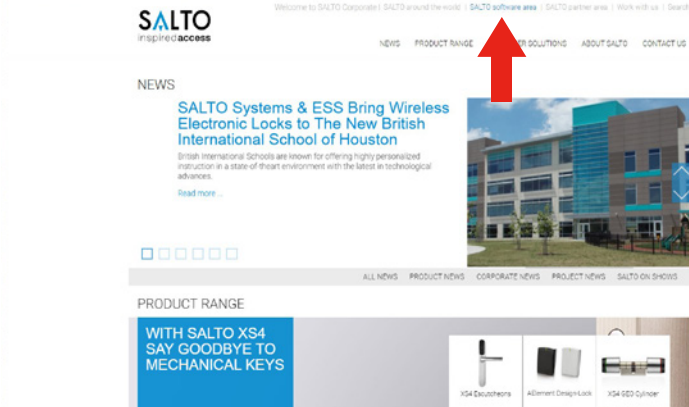 SALTO
inspiredaccess
Welcome to SALTO Corporate | SALTO around the world | SALTO software area | SALTO partner area | Work with us | Search
NEWS PRODUCT RANGE SOLUTIONS ABOUT SALTO CONTACT US
NEWS
SALTO Systems & ESS Bring Wireless
Electronic Locks to The New British
International School of Houston
British International Schools are known for offering highly personalized
instruction in a state of theart environment with the latest in technological
advances.
Read more ...
ALL NEWS PRODUCT NEWS CORPORATE NEWS PROJECT NEWS SALTO ON SHOWS
PRODUCT RANGE
WITH SALTO XS4
SAY GOODBYE TO
MECHANICAL KEYS
XS4 Escutcheons AElement Design Lock XS4 GEO Cylinder